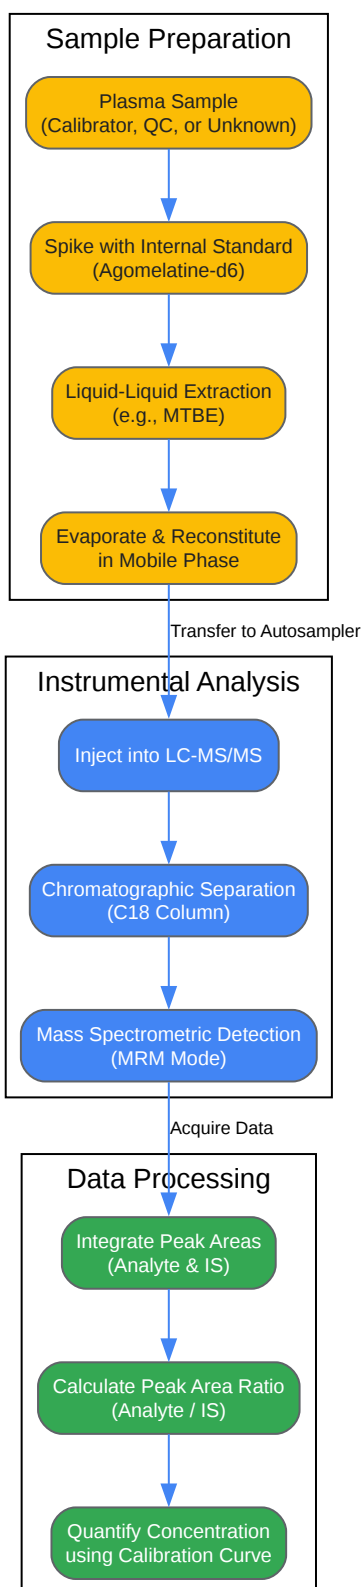 Sample Preparation
Plasma Sample
(Calibrator, QC, or Unknown)
Spike with Internal Standard
(Agomelatine-d6)
Liquid-Liquid Extraction
(e.g., MTBE)
Evaporate & Reconstitute
in Mobile Phase
Transfer to Autosampler
Instrumental Analysis
Inject into LC-MS/MS
Chromatographic Separation
(C18 Column)
Mass Spectrometric Detection
(MRM Mode)
Acquire Data
Data Processing
Integrate Peak Areas
(Analyte & IS)
Calculate Peak Area Ratio
(Analyte / IS)
Quantify Concentration
using Calibration Curve